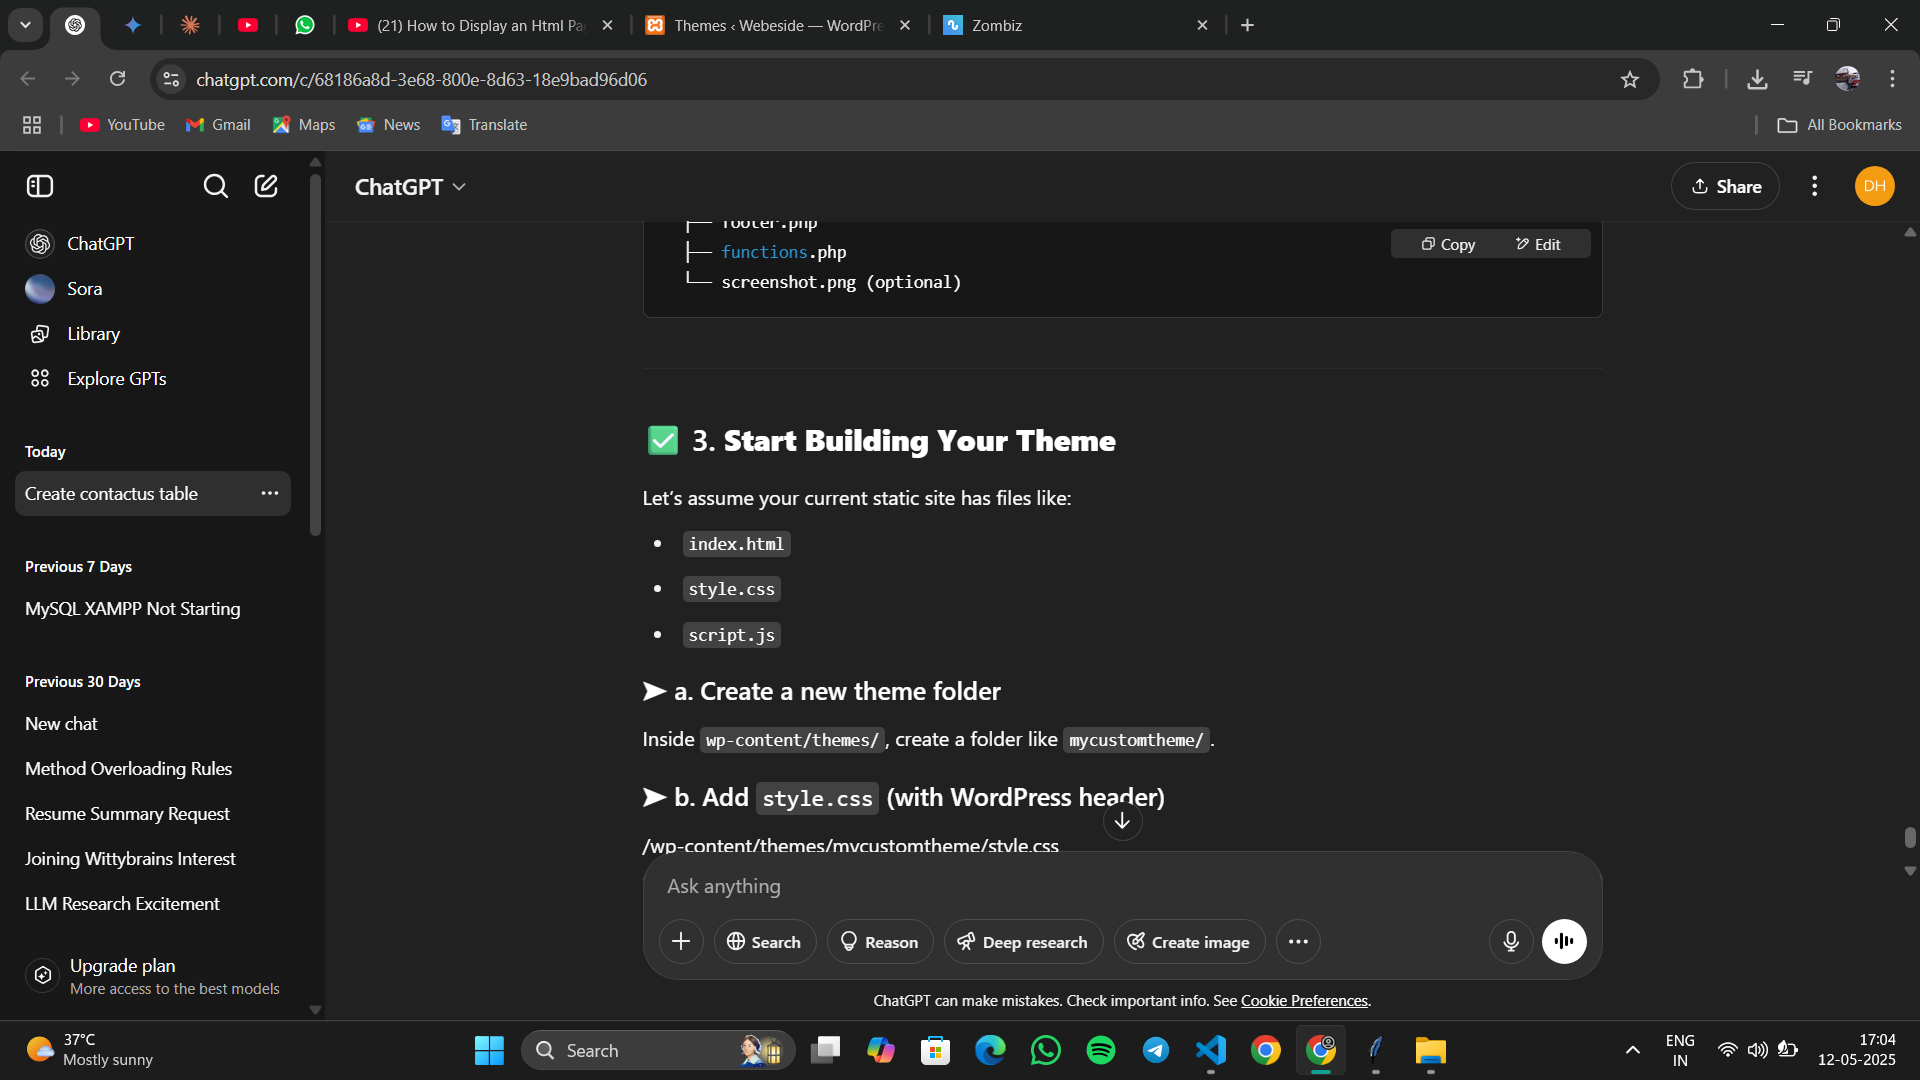 (21) How to Display an Html Pa
Themes ‹ Webeside — WordPre
Zombiz
chatgpt.com/c/68186a8d-3e68-800e-8d63-18e9bad96d06
YouTube
Gmail
Maps
News
Translate
All Bookmarks
ChatGPT
Share
DH
ChatGPT
Sora
Library
Explore GPTs
Today
Create contactus table
Previous 7 Days
MySQL XAMPP Not Starting
Previous 30 Days
New chat
Method Overloading Rules
Resume Summary Request
Joining Wittybrains Interest
LLM Research Excitement
Upgrade plan
More access to the best models
├── footer.php
├── functions.php
└── screenshot.png (optional)
Copy
Edit
✅ 3. Start Building Your Theme
Let's assume your current static site has files like:
• index.html
• style.css
• script.js
➤ a. Create a new theme folder
Inside wp-content/themes/, create a folder like mycustomtheme/.
➤ b. Add style.css (with WordPress header)
/wp-content/themes/mycustomtheme/style.css
Ask anything
Search
Reason
Deep research
Create image
ChatGPT can make mistakes. Check important info. See Cookie Preferences.
37°C
Mostly sunny
Search
ENG
IN
17:04
12-05-2025